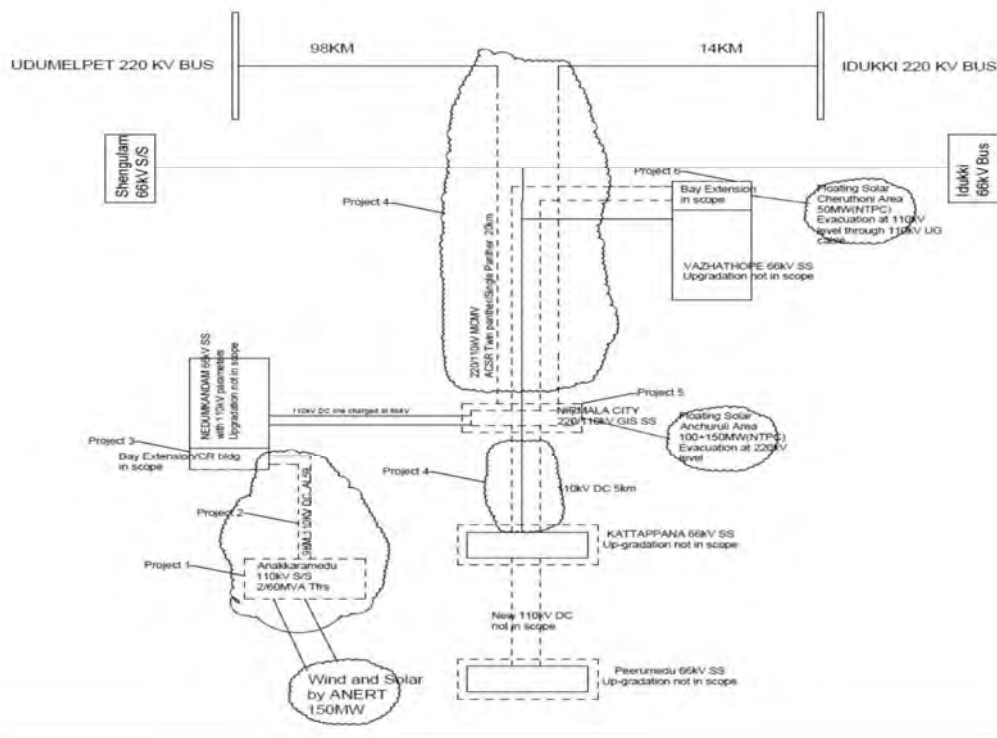 98KM
14KM
UDUMELPET 220 KV BUS
IDUKKI 220 KV BUS
Shengulam
66kV S/S
Idukki
66kV Bus
Project 6
Bay Extension
in scope
Floating Solar
Cheruthoni Area
50MW(NTPC)
Evacuation at 110kV
level through 110kV UG
cable
Project 4
VAZHATHOPE 66kV SS
Upgradation not in scope
220/110kV MCMV
ACSR Twin panther/Single Panther 20km
NEDUMKANDAM 66kV SS
with 110kV parameters
Upgradation not in scope
Project 5
110kV DC line charged at 66kV
NIRMALA CITY
220/110kV GIS SS
Floating Solar
Anchuruli Area
100+150MW(NTPC)
Evacuation at 220kV
level
Project 3
Bay Extension/CR bldg
in scope
Project 4
10kV DC 5km
Project 2
110KV DC
KATTAPPANA 66kV SS
Up-gradation not in scope
Project 1
Anakkaramedu
110kV S/S
2/60MVA Tfrs
New 110kV DC
not in scope
Peerumedu 66kV SS
Up-gradation not in scope
Wind and Solar
by ANERT
150MW